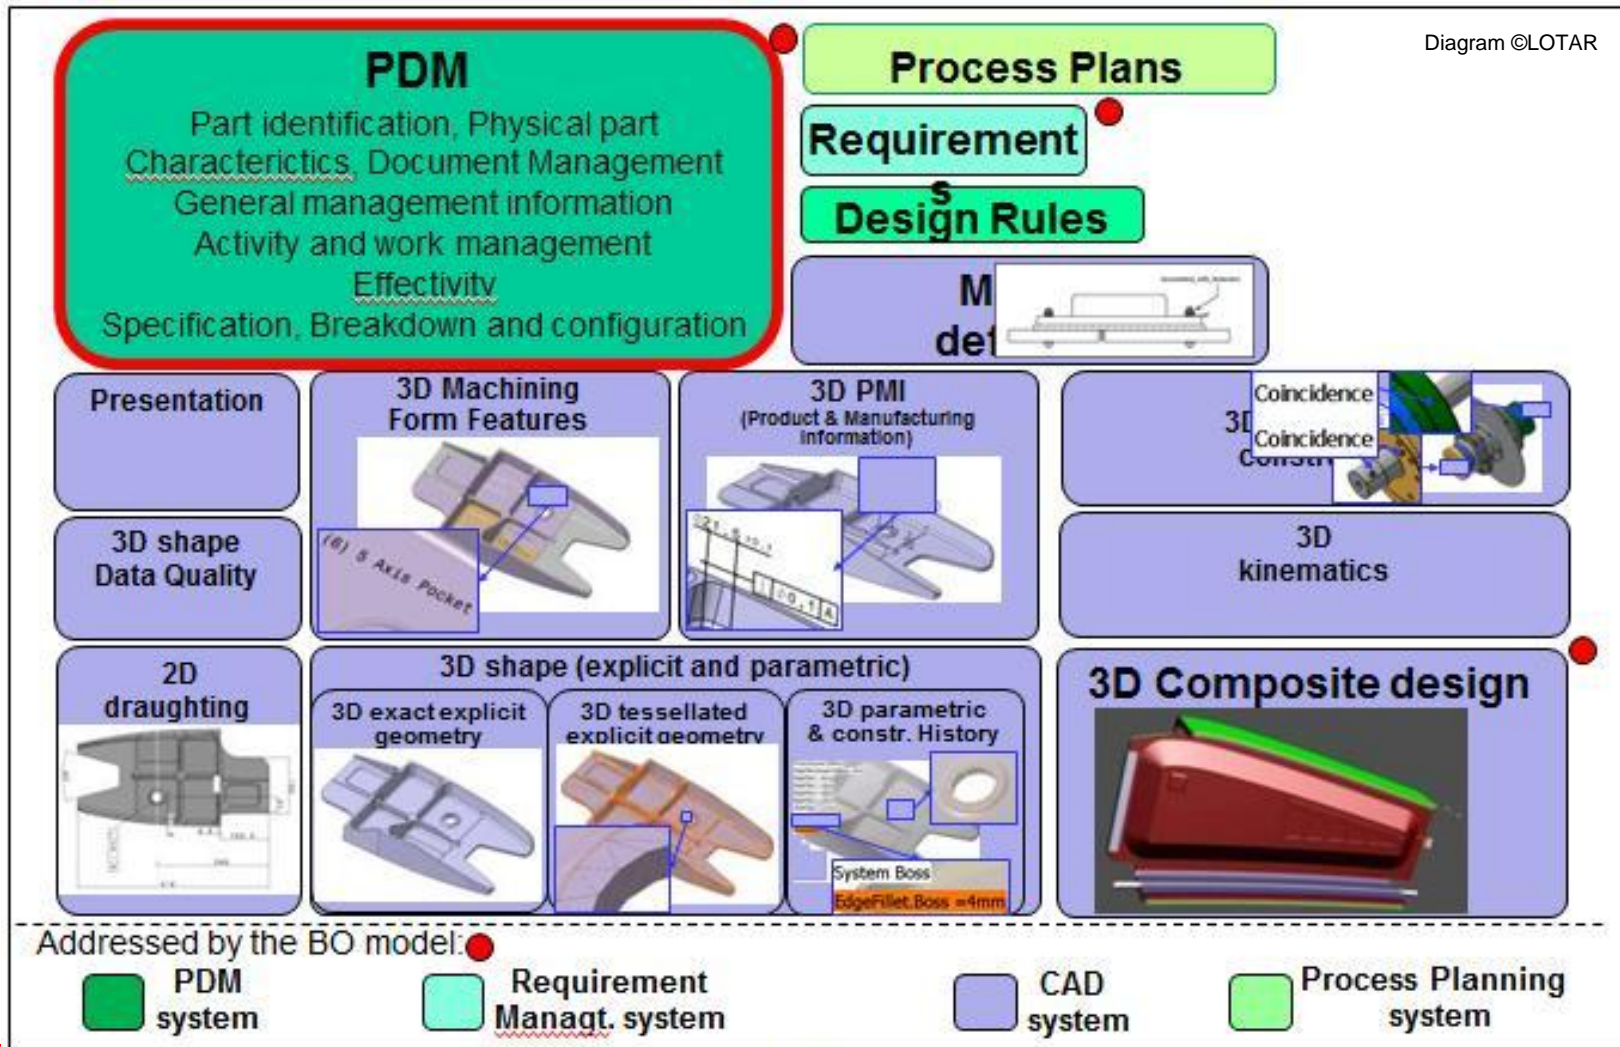 Diagram ©LOTAR
PDM
Part identification, Physical part
Characterictics, Document Management
General management information
Activity and work management
Effectivity
Specification, Breakdown and configuration
Process Plans
Requirement
s
Design Rules
M
def
Presentation
3D Machining
Form Features
(6) 5 Axis Pocket
3D PMI
(Product & Manufacturing
information)
A
Coincidence
Coincidence
3D
constr
3D shape
Data Quality
3D
kinematics
2D
draughting
3D shape (explicit and parametric)
3D exact explicit
geometry
3D tessellated
explicit geometry
3D parametric
& constr. History
System Boss
EdgeFillet.Boss =4mm
3D Composite design
Addressed by the BO model:
PDM
system
Requirement
Managt. system
CAD
system
Process Planning
system